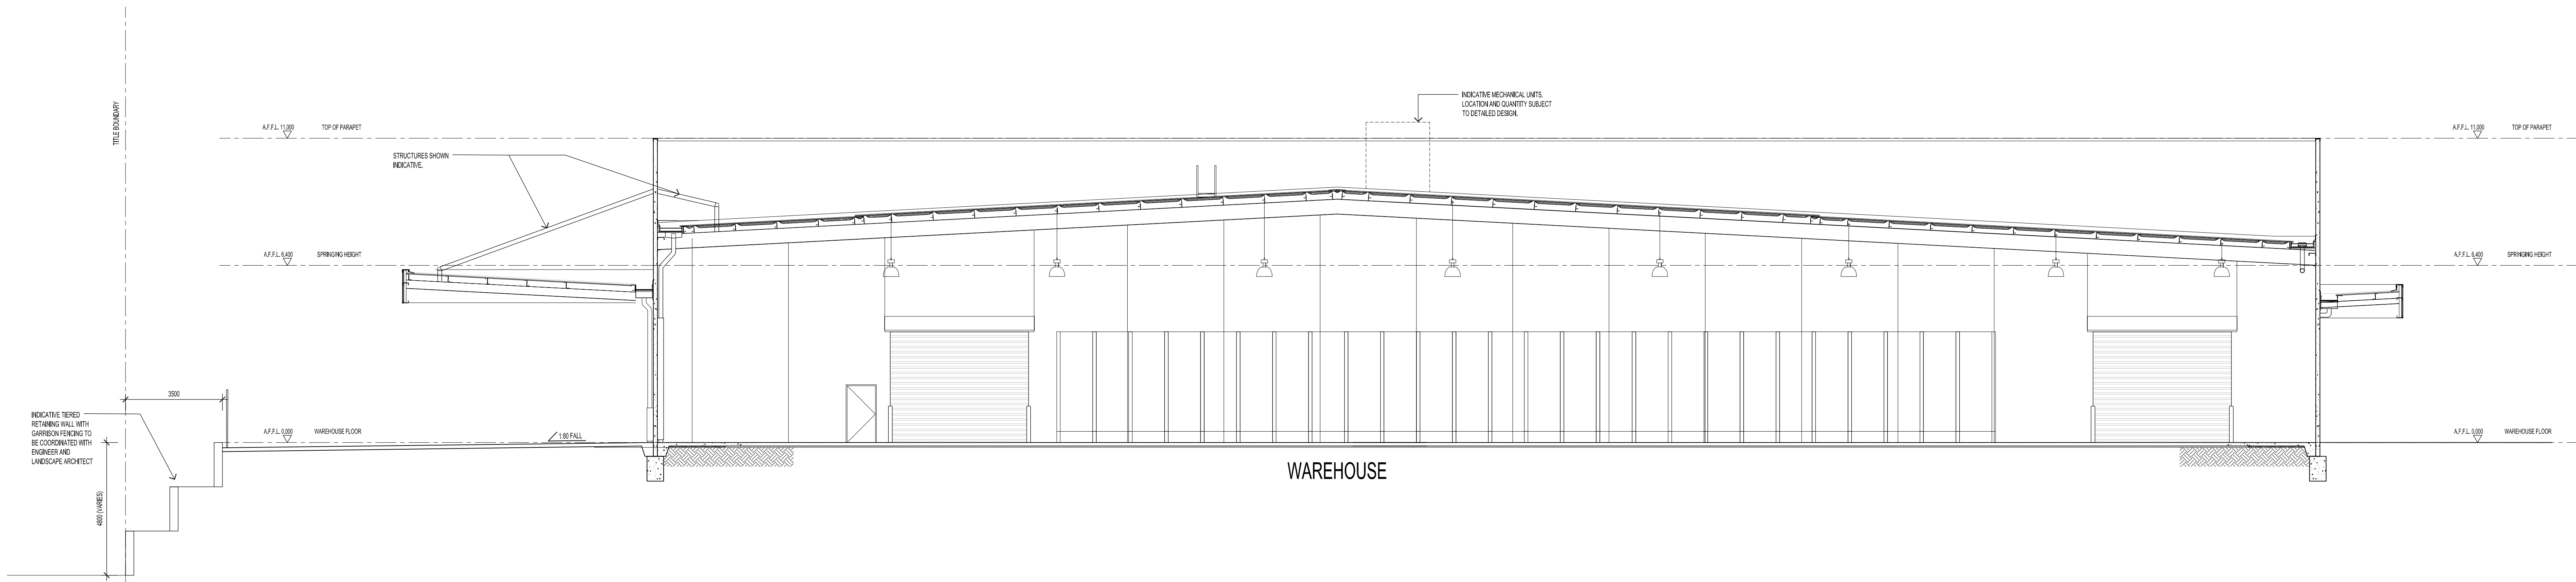 TITLE BOUNDARY
A.F.F.L. 11,000 TOP OF PARAPET
STRUCTURES SHOWN
INDICATIVE.
A.F.F.L. 6,400 SPRINGING HEIGHT
3500
INDICATIVE TIERED
RETAINING WALL WITH
GARRISON FENCING TO
BE COORDINATED WITH
ENGINEER AND
LANDSCAPE ARCHITECT
A.F.F.L. 0,000 WAREHOUSE FLOOR
4800 (VARIES)
1:80 FALL
INDICATIVE MECHANICAL UNITS.
LOCATION AND QUANTITY SUBJECT
TO DETAILED DESIGN.
WAREHOUSE
A.F.F.L. 11,000 TOP OF PARAPET
A.F.F.L. 6,400 SPRINGING HEIGHT
A.F.F.L. 0,000 WAREHOUSE FLOOR